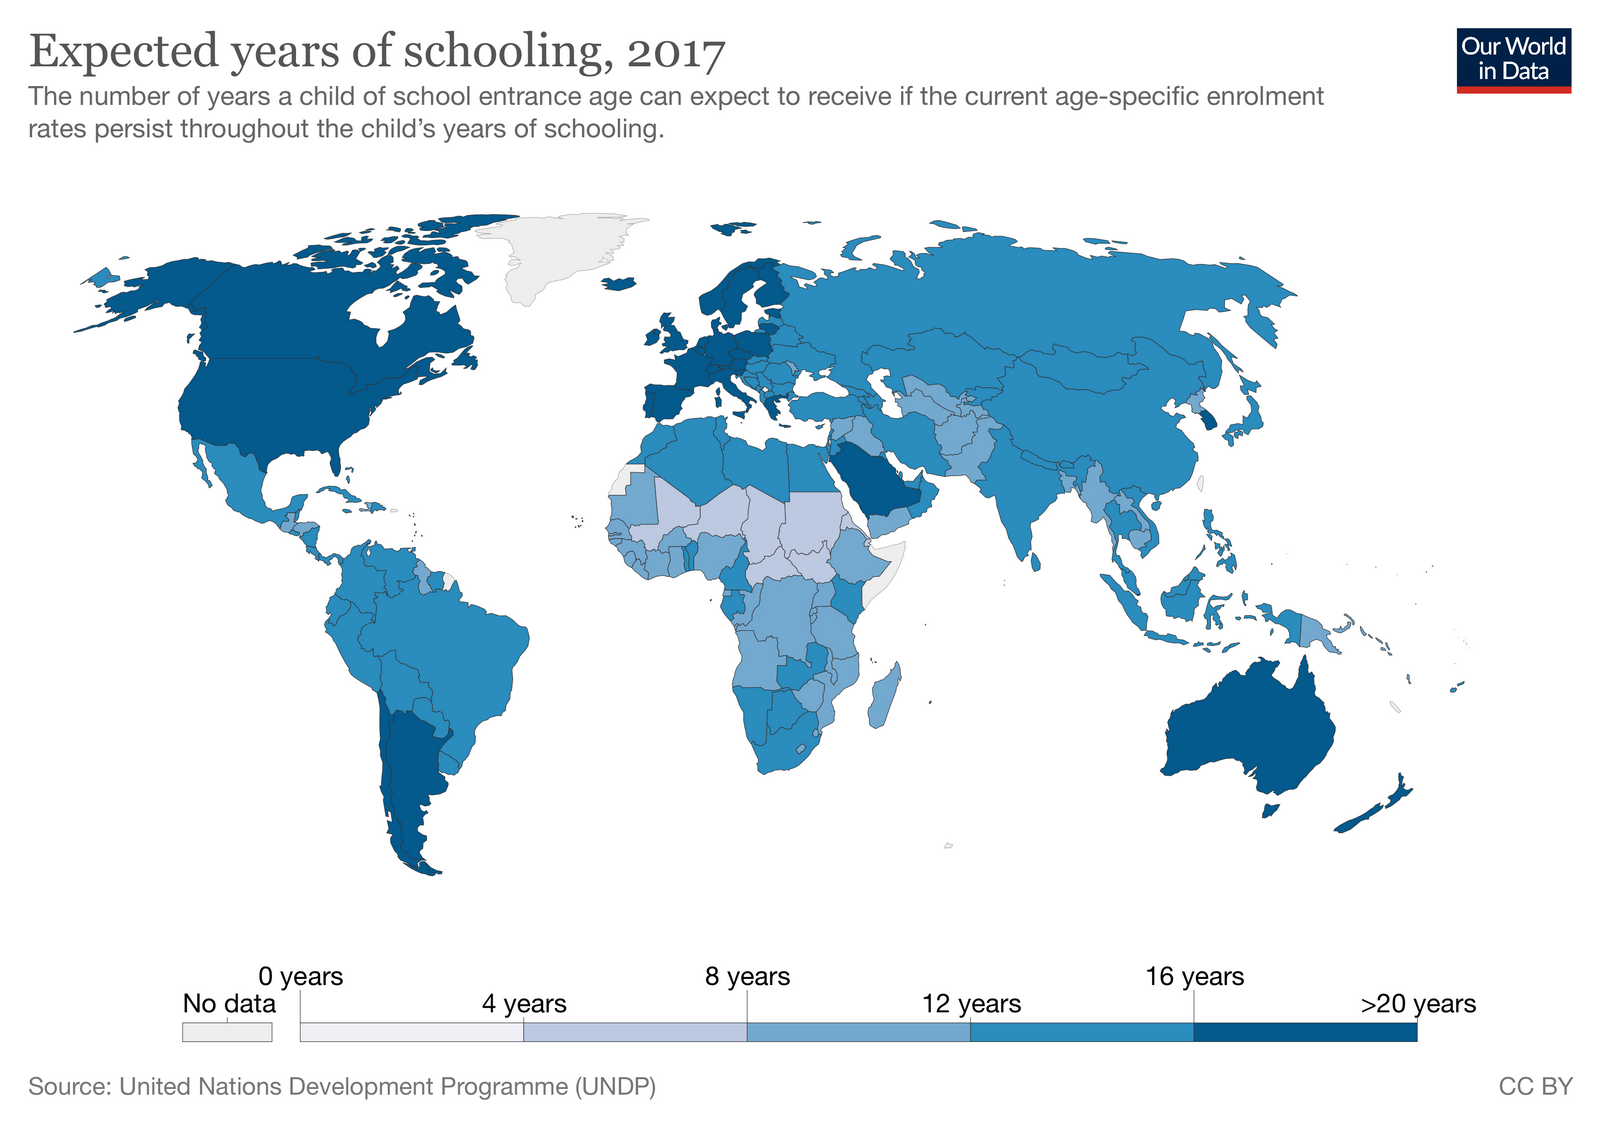 Expected years of schooling, 2017
Our World
in Data
The number of years a child of school entrance age can expect to receive if the current age-specific enrolment
rates persist throughout the child's years of schooling.
0 years
8 years
16 years
No data
4 years
12 years
>20 years
Source: United Nations Development Programme (UNDP)
CC BY